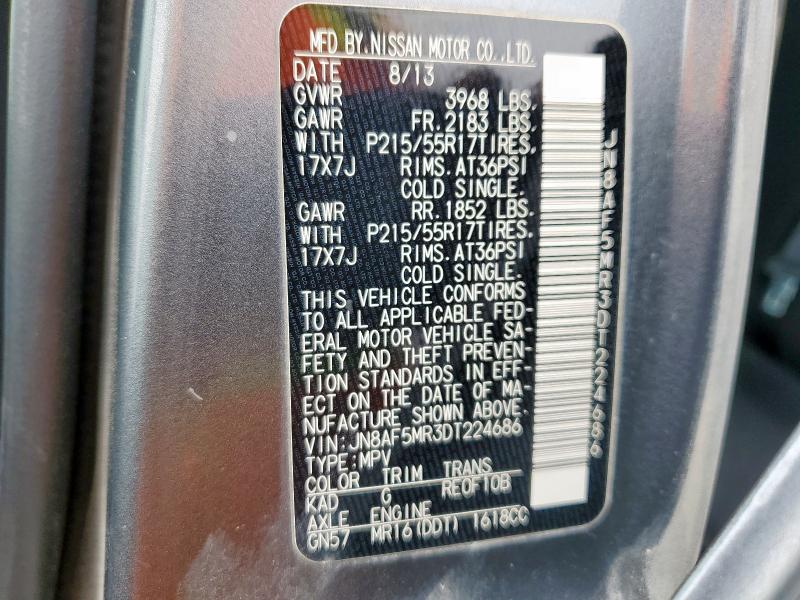 MFD BY.NISSAN MOTOR CO.,LTD.
DATE 8/13
GVWR 3968 LBS.
GAWR FR.2183 LBS.
WITH P215/55R17TIRES.
17X7J RIMS.AT36PSI
COLD SINGLE.
GAWR RR.1852 LBS.
WITH P215/55R17TIRES.
17X7J RIMS.AT36PSI
COLD SINGLE.
THIS VEHICLE CONFORMS
TO ALL APPLICABLE FED-
ERAL MOTOR VEHICLE SA-
FETY AND THEFT PREVEN-
TION STANDARDS IN EFF-
ECT ON THE DATE OF MA-
NUFACTURE SHOWN ABOVE.
VIN:JN8AF5MR3DT224686
TYPE:MPV
COLOR TRIM TRANS
KAD G RE0F10B
AXLE ENGINE
GN57 MR16(DDT) 1618CC
JN8AF5MR3DT224686